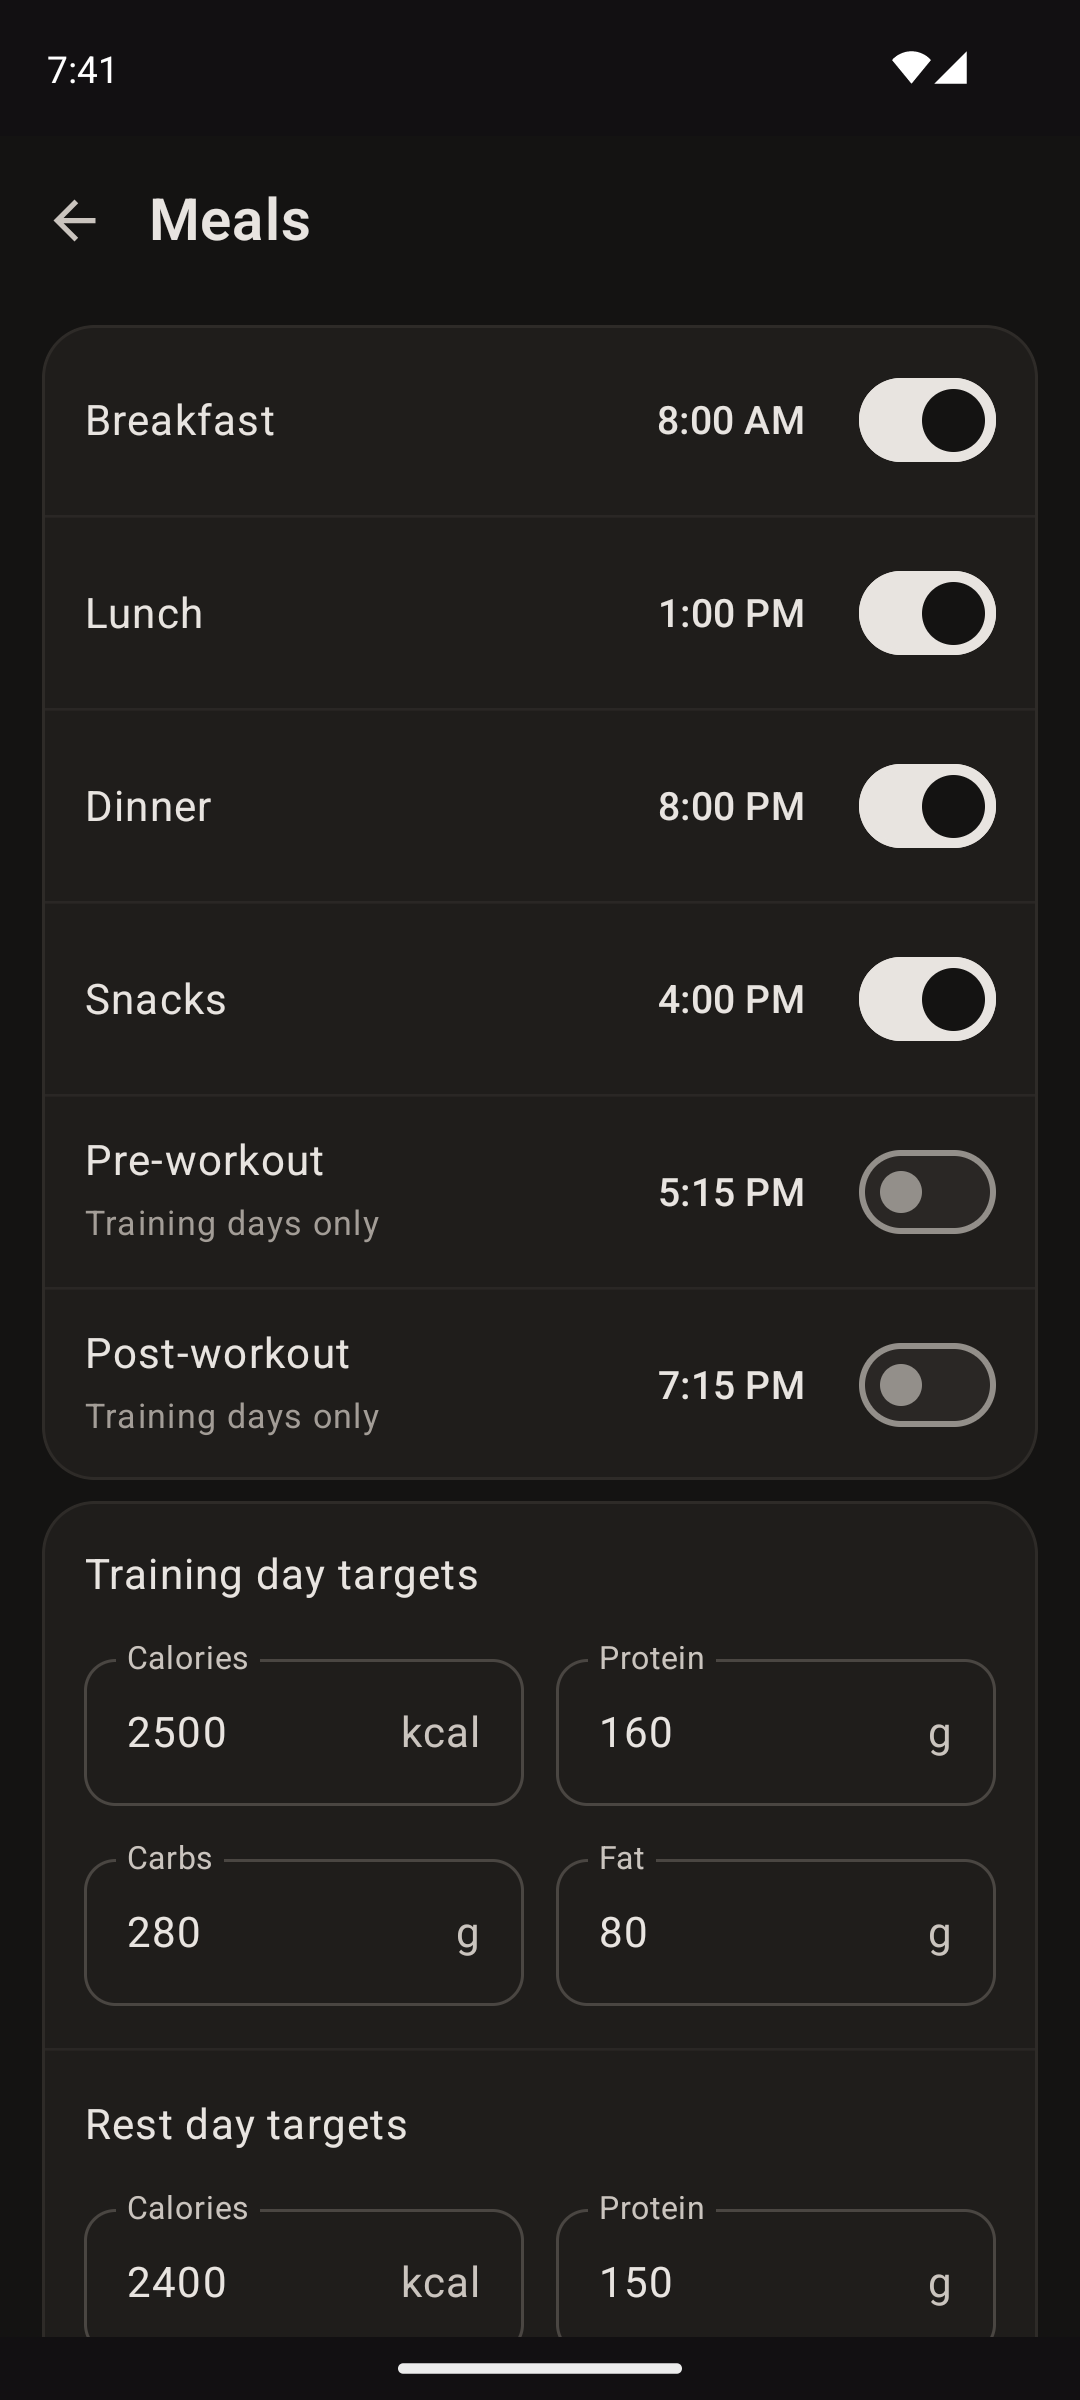 7:41
Meals
Breakfast 8:00 AM
Lunch 1:00 PM
Dinner 8:00 PM
Snacks 4:00 PM
Pre-workout
Training days only
5:15 PM
Post-workout
Training days only
7:15 PM
Training day targets
Calories Protein
2500 kcal 160 g
Carbs Fat
280 g 80 g
Rest day targets
Calories Protein
2400 kcal 150 g